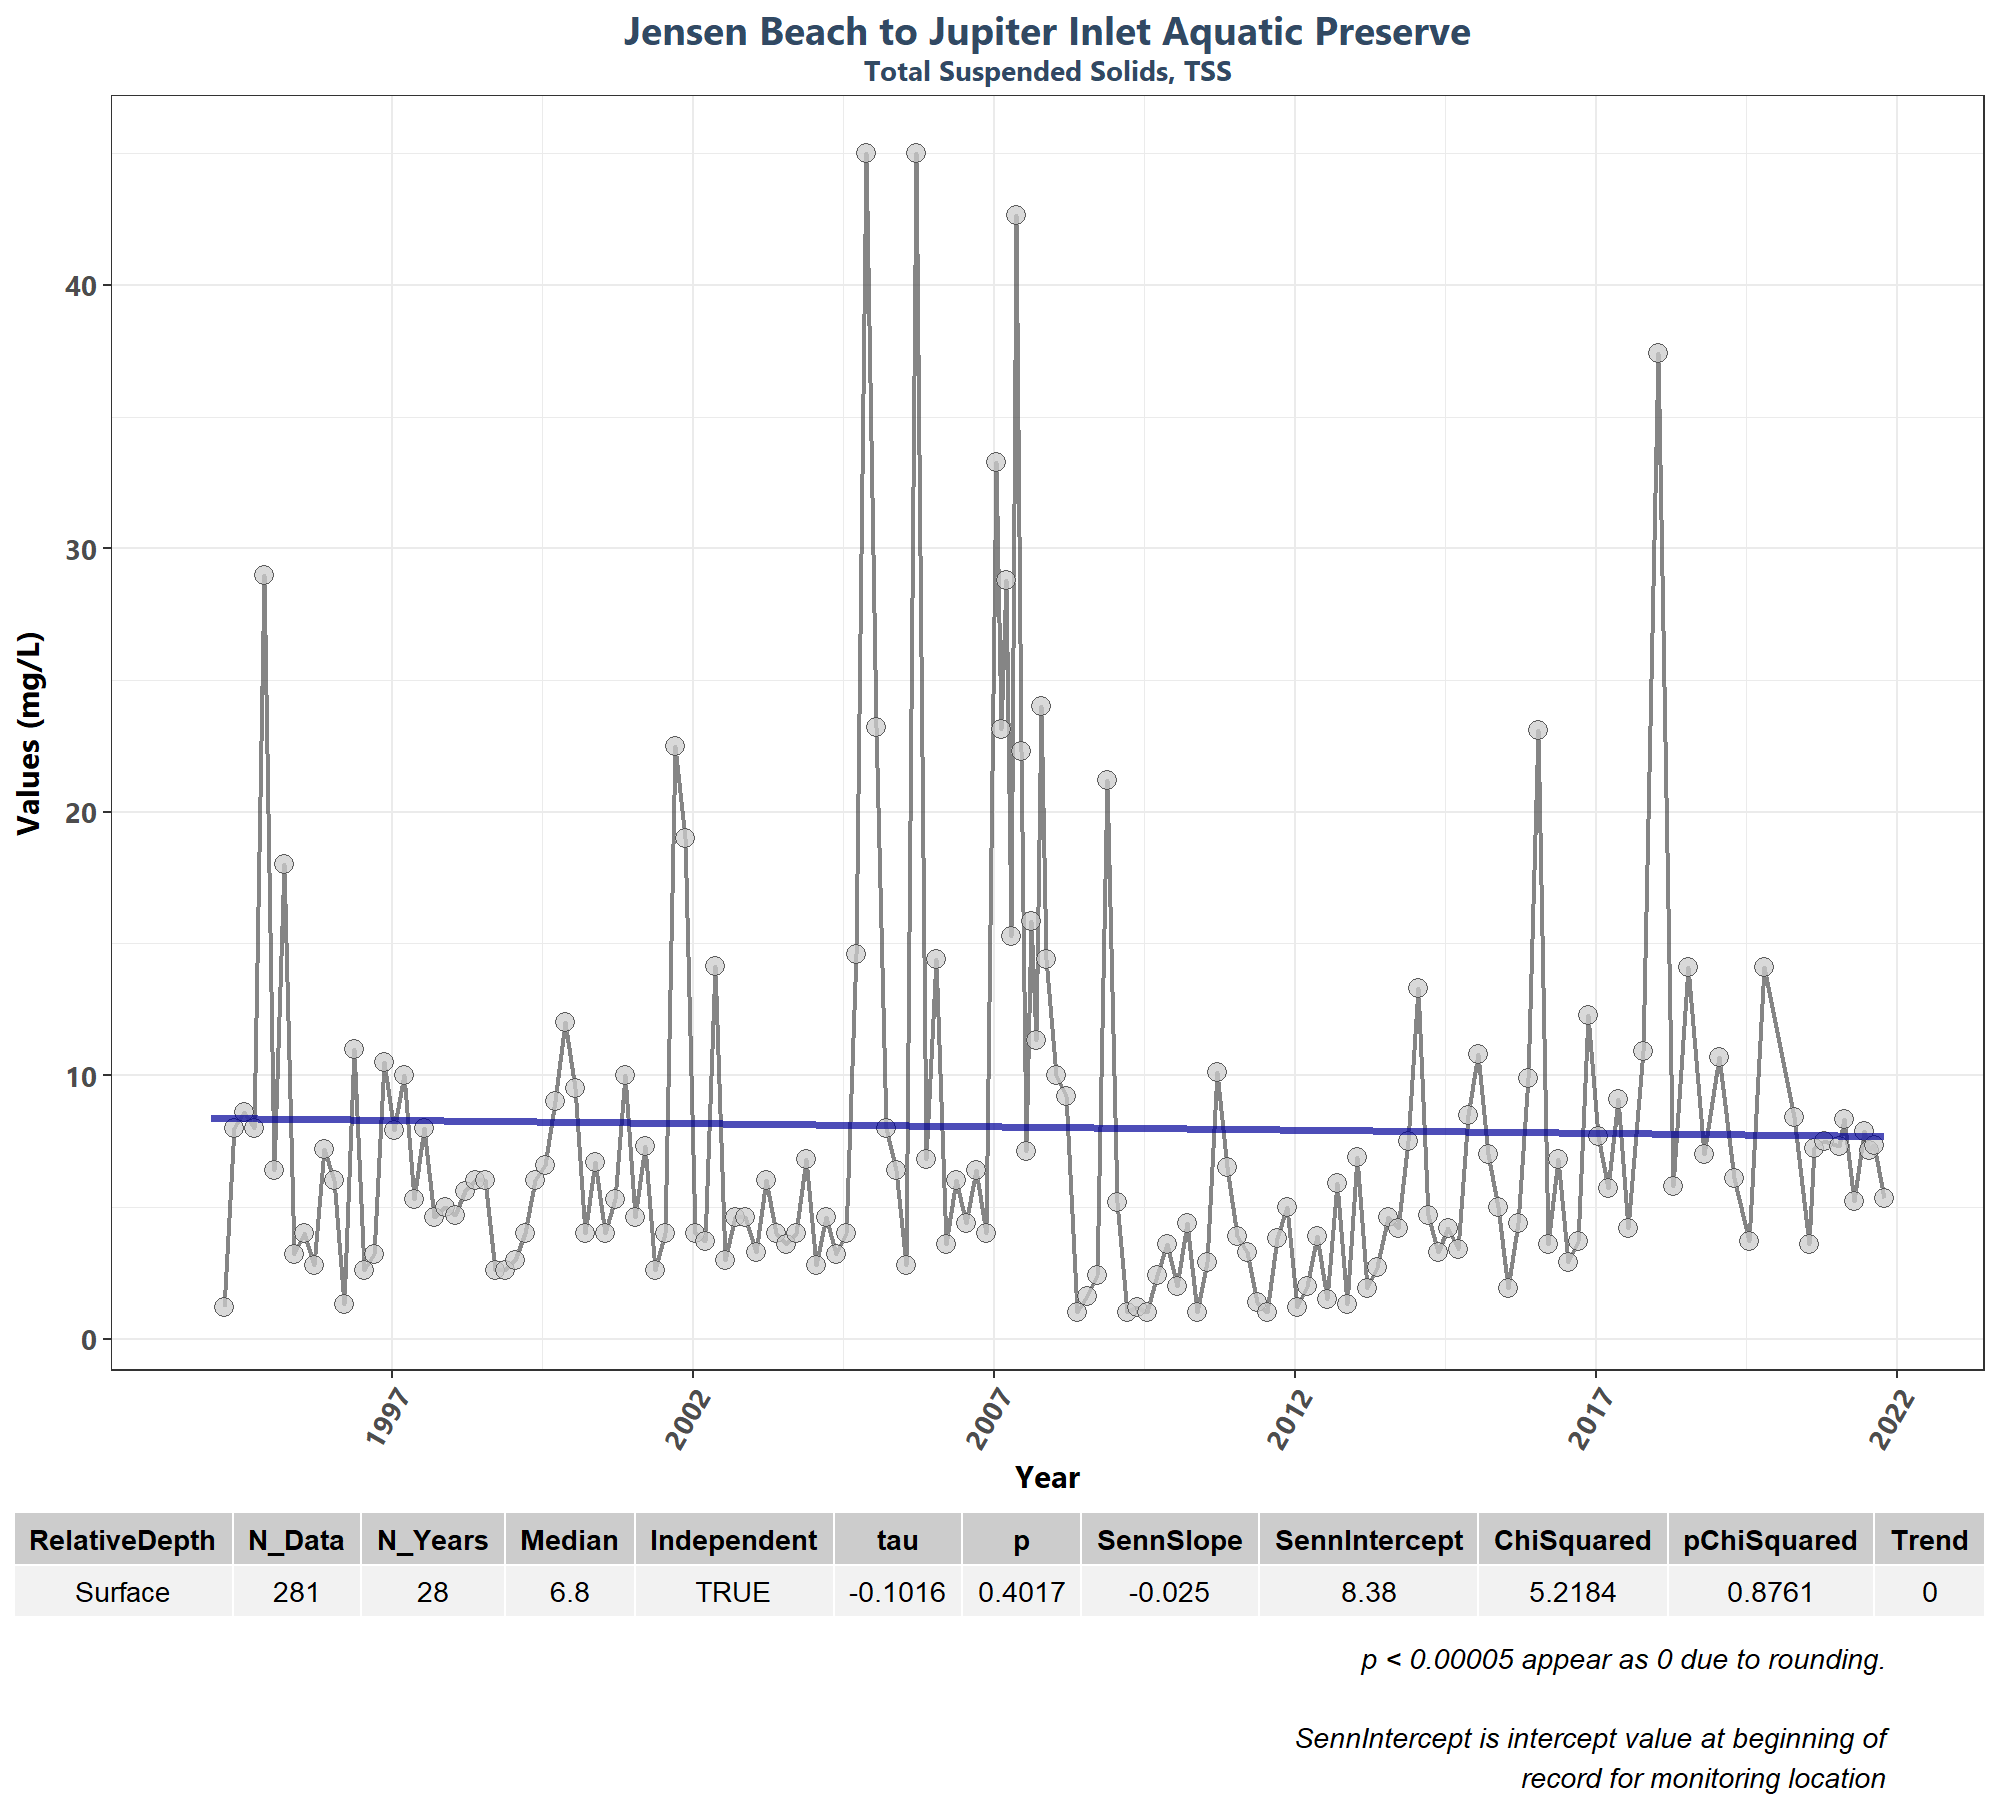 Jensen Beach to Jupiter Inlet Aquatic Preserve
Total Suspended Solids, TSS
Values (mg/L)
40
30
20
10
0
1997 2002 2007 2012 2017 2022
Year
RelativeDepth N_Data N_Years Median Independent tau p SennSlope SennIntercept ChiSquared pChiSquared Trend
Surface 281 28 6.8 TRUE -0.1016 0.4017 -0.025 8.38 5.2184 0.8761 0
p < 0.00005 appear as 0 due to rounding.
SennIntercept is intercept value at beginning of
record for monitoring location